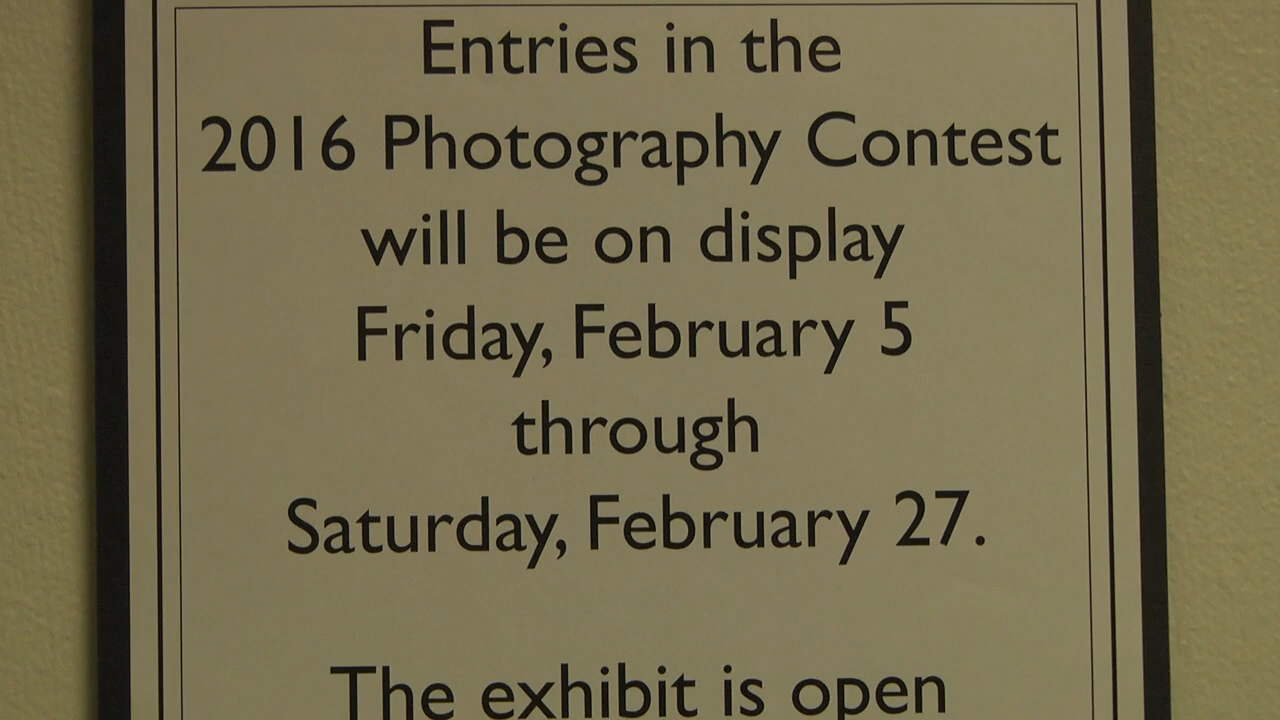 Entries in the
2016 Photography Contest
will be on display
Friday, February 5
through
Saturday, February 27.
The exhibit is open